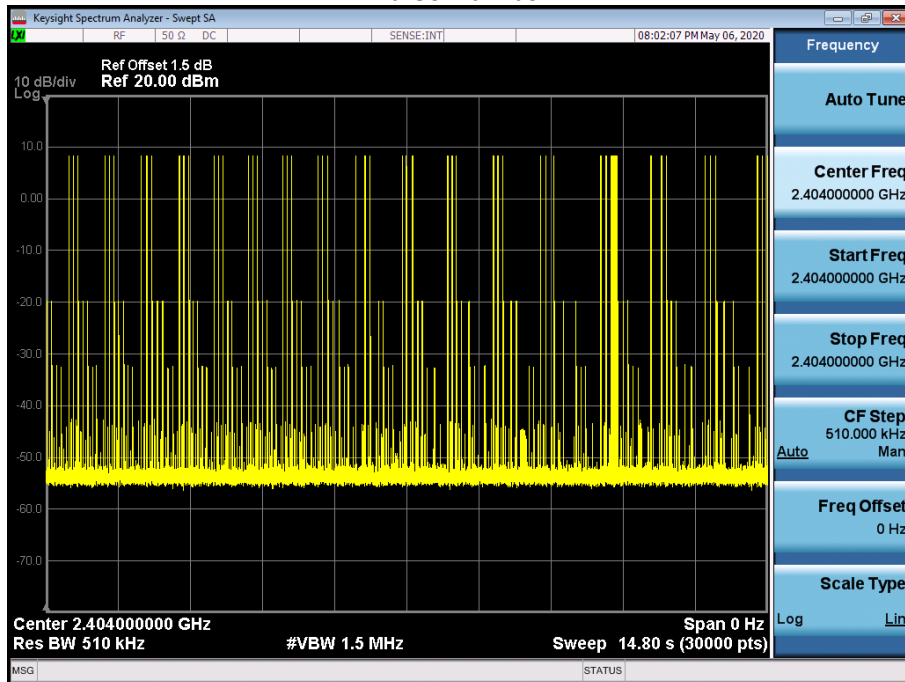 Keysight Spectrum Analyzer - Swept SA
LXI RF 50 Ω DC SENSE:INT 08:02:07 PM May 06, 2020
Frequency
Ref Offset 1.5 dB
10 dB/div Ref 20.00 dBm
Log
Auto Tune
10.0
Center Freq
2.404000000 GHz
0.00
-10.0
Start Freq
2.404000000 GHz
-20.0
-30.0
Stop Freq
2.404000000 GHz
-40.0
CF Step
510.000 kHz
Auto Man
-50.0
-60.0
Freq Offset
0 Hz
-70.0
Scale Type
Log Lin
Center 2.404000000 GHz Span 0 Hz
Res BW 510 kHz #VBW 1.5 MHz Sweep 14.80 s (30000 pts)
MSG STATUS